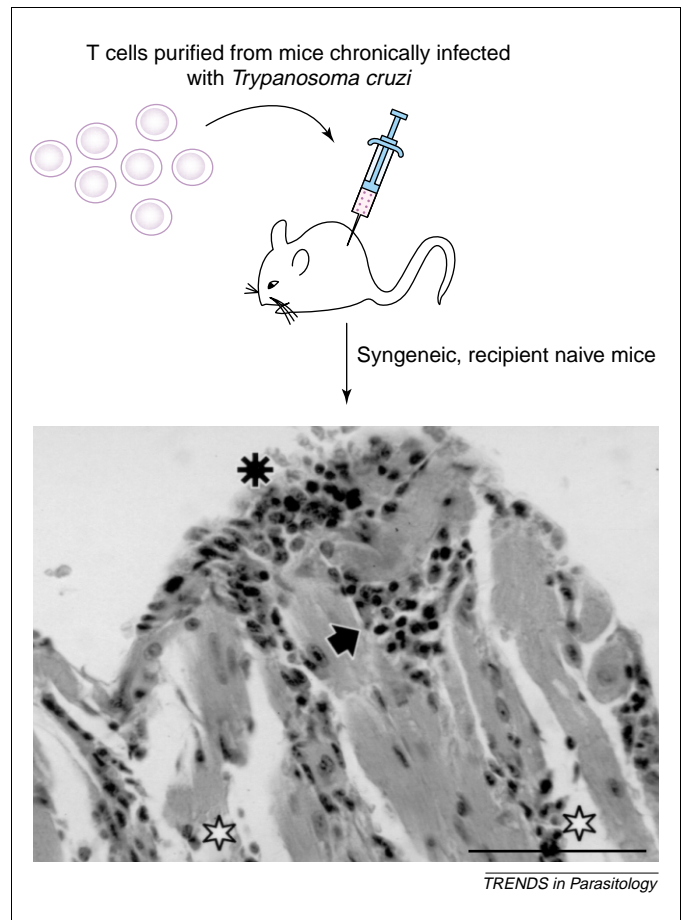 T cells purified from mice chronically infected
with Trypanosoma cruzi
Syngeneic, recipient naive mice
TRENDS in Parasitology